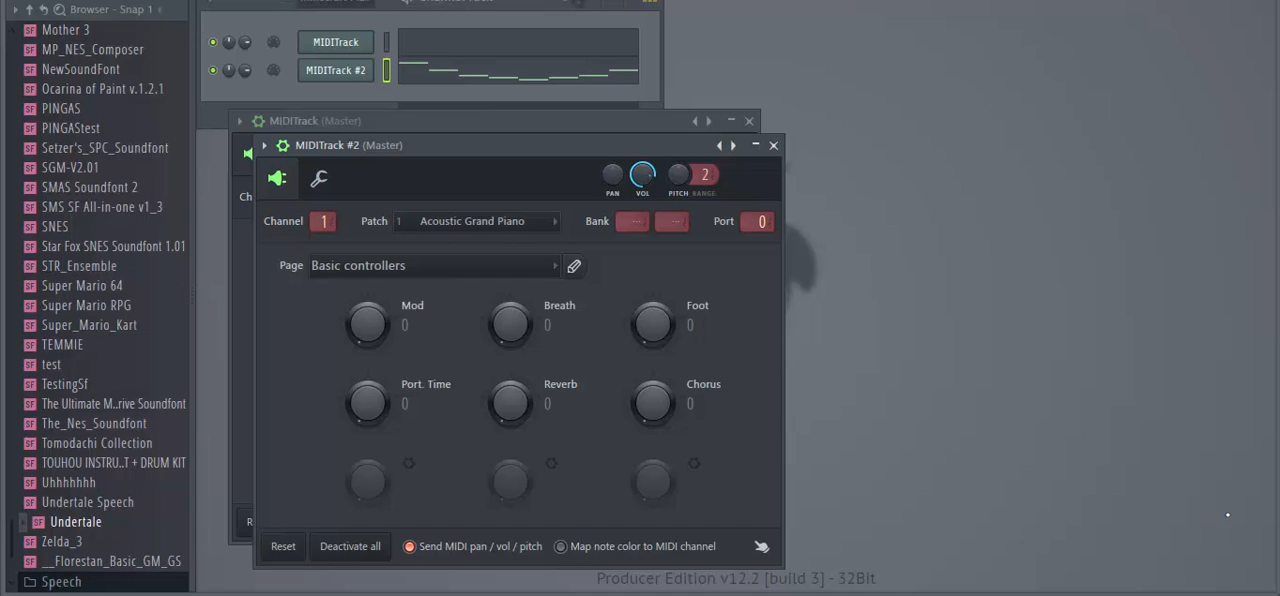 Browser - Snap 1
Mother 3
MP_NES_Composer
NewSoundFont
Ocarina of Paint v.1.2.1
PINGAS
PINGAStest
Setzer's_SPC_Soundfont
SGM-V2.01
SMAS Soundfont 2
SMS SF All-in-one v1_3
SNES
Star Fox SNES Soundfont 1.01
STR_Ensemble
Super Mario 64
Super Mario RPG
Super_Mario_Kart
TEMMIE
test
TestingSf
The Ultimate M..rive Soundfont
The_Nes_Soundfont
Tomodachi Collection
TOUHOU INSTRU..T + DRUM KIT
Uhhhhhhh
Undertale Speech
Undertale
Zelda_3
__Florestan_Basic_GM_GS
Speech
MIDITrack
MIDITrack #2
MIDITrack (Master)
MIDITrack #2 (Master)
2
PAN VOL PITCH RANGE
Channel 1 Patch 1 Acoustic Grand Piano Bank --- --- Port 0
Page Basic controllers
Mod 0 Breath 0 Foot 0
Port. Time 0 Reverb 0 Chorus 0
Reset Deactivate all Send MIDI pan / vol / pitch Map note color to MIDI channel
Producer Edition v12.2 [build 3] - 32Bit